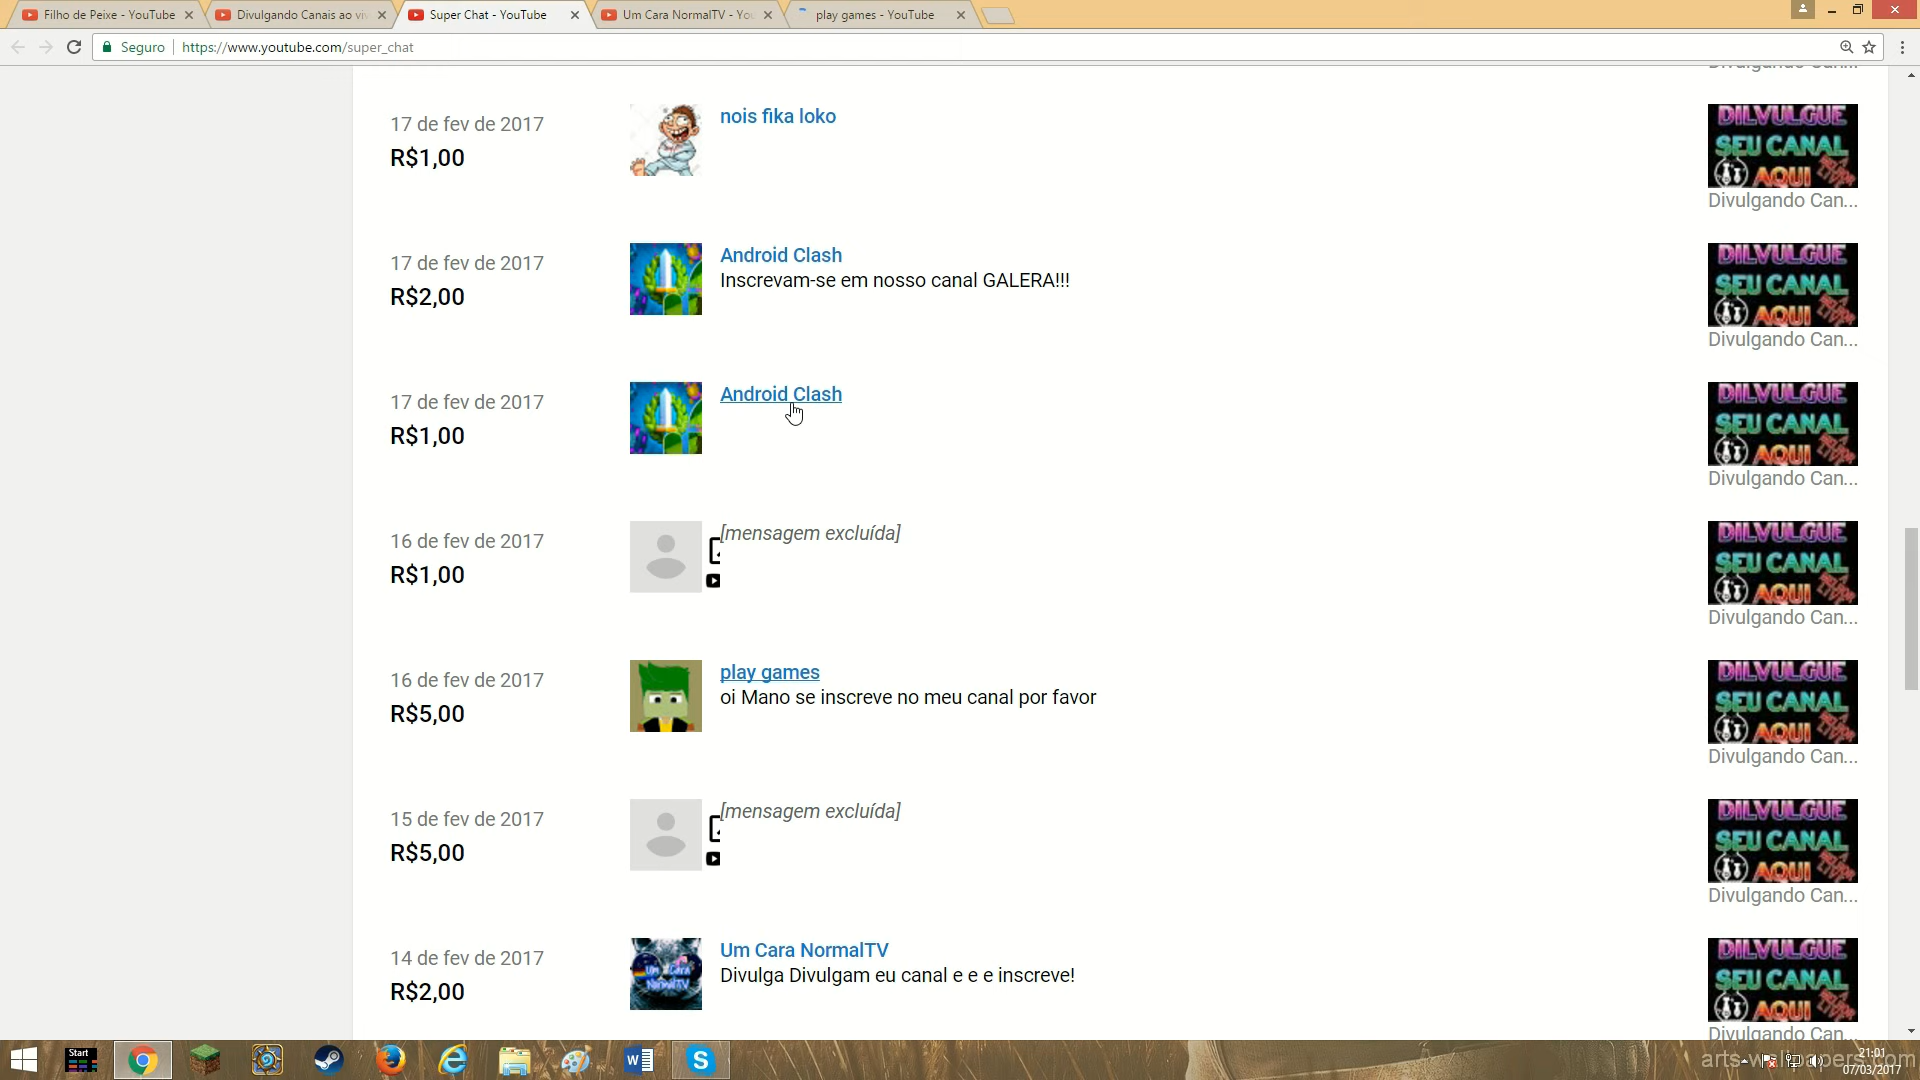 Filho de Peixe - YouTube
Divulgando Canais ao viv
Super Chat - YouTube
Um Cara NormalTV - You
play games - YouTube
Seguro
https://www.youtube.com/super_chat
17 de fev de 2017
R$1,00
nois fika loko
DILVULGUE
SEU CANAL
AQUI
Divulgando Can...
17 de fev de 2017
R$2,00
Android Clash
Inscrevam-se em nosso canal GALERA!!!
DILVULGUE
SEU CANAL
AQUI
Divulgando Can...
17 de fev de 2017
R$1,00
Android Clash
DILVULGUE
SEU CANAL
AQUI
Divulgando Can...
16 de fev de 2017
R$1,00
[mensagem excluída]
DILVULGUE
SEU CANAL
AQUI
Divulgando Can...
16 de fev de 2017
R$5,00
play games
oi Mano se inscreve no meu canal por favor
DILVULGUE
SEU CANAL
AQUI
Divulgando Can...
15 de fev de 2017
R$5,00
[mensagem excluída]
DILVULGUE
SEU CANAL
AQUI
Divulgando Can...
14 de fev de 2017
R$2,00
Um Cara NormalTV
Divulga Divulgam eu canal e e e inscreve!
Um Cara
NormalTV
DILVULGUE
SEU CANAL
AQUI
Divulgando Can...
Start
arts-wallpapers.com
21:01
07/03/2017